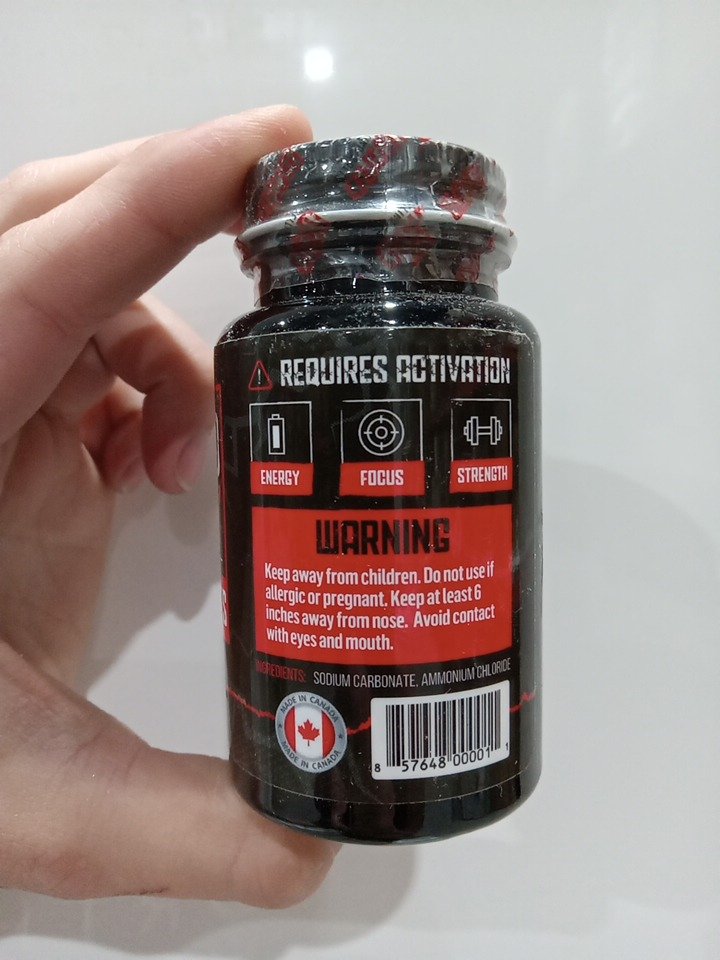 REQUIRES ACTIVATION
ENERGY FOCUS STRENGTH
WARNING
Keep away from children. Do not use if
allergic or pregnant. Keep at least 6
inches away from nose. Avoid contact
with eyes and mouth.
INGREDIENTS: SODIUM CARBONATE, AMMONIUM CHLORIDE
MADE IN CANADA
MADE IN CANADA
8 57648 00001 1